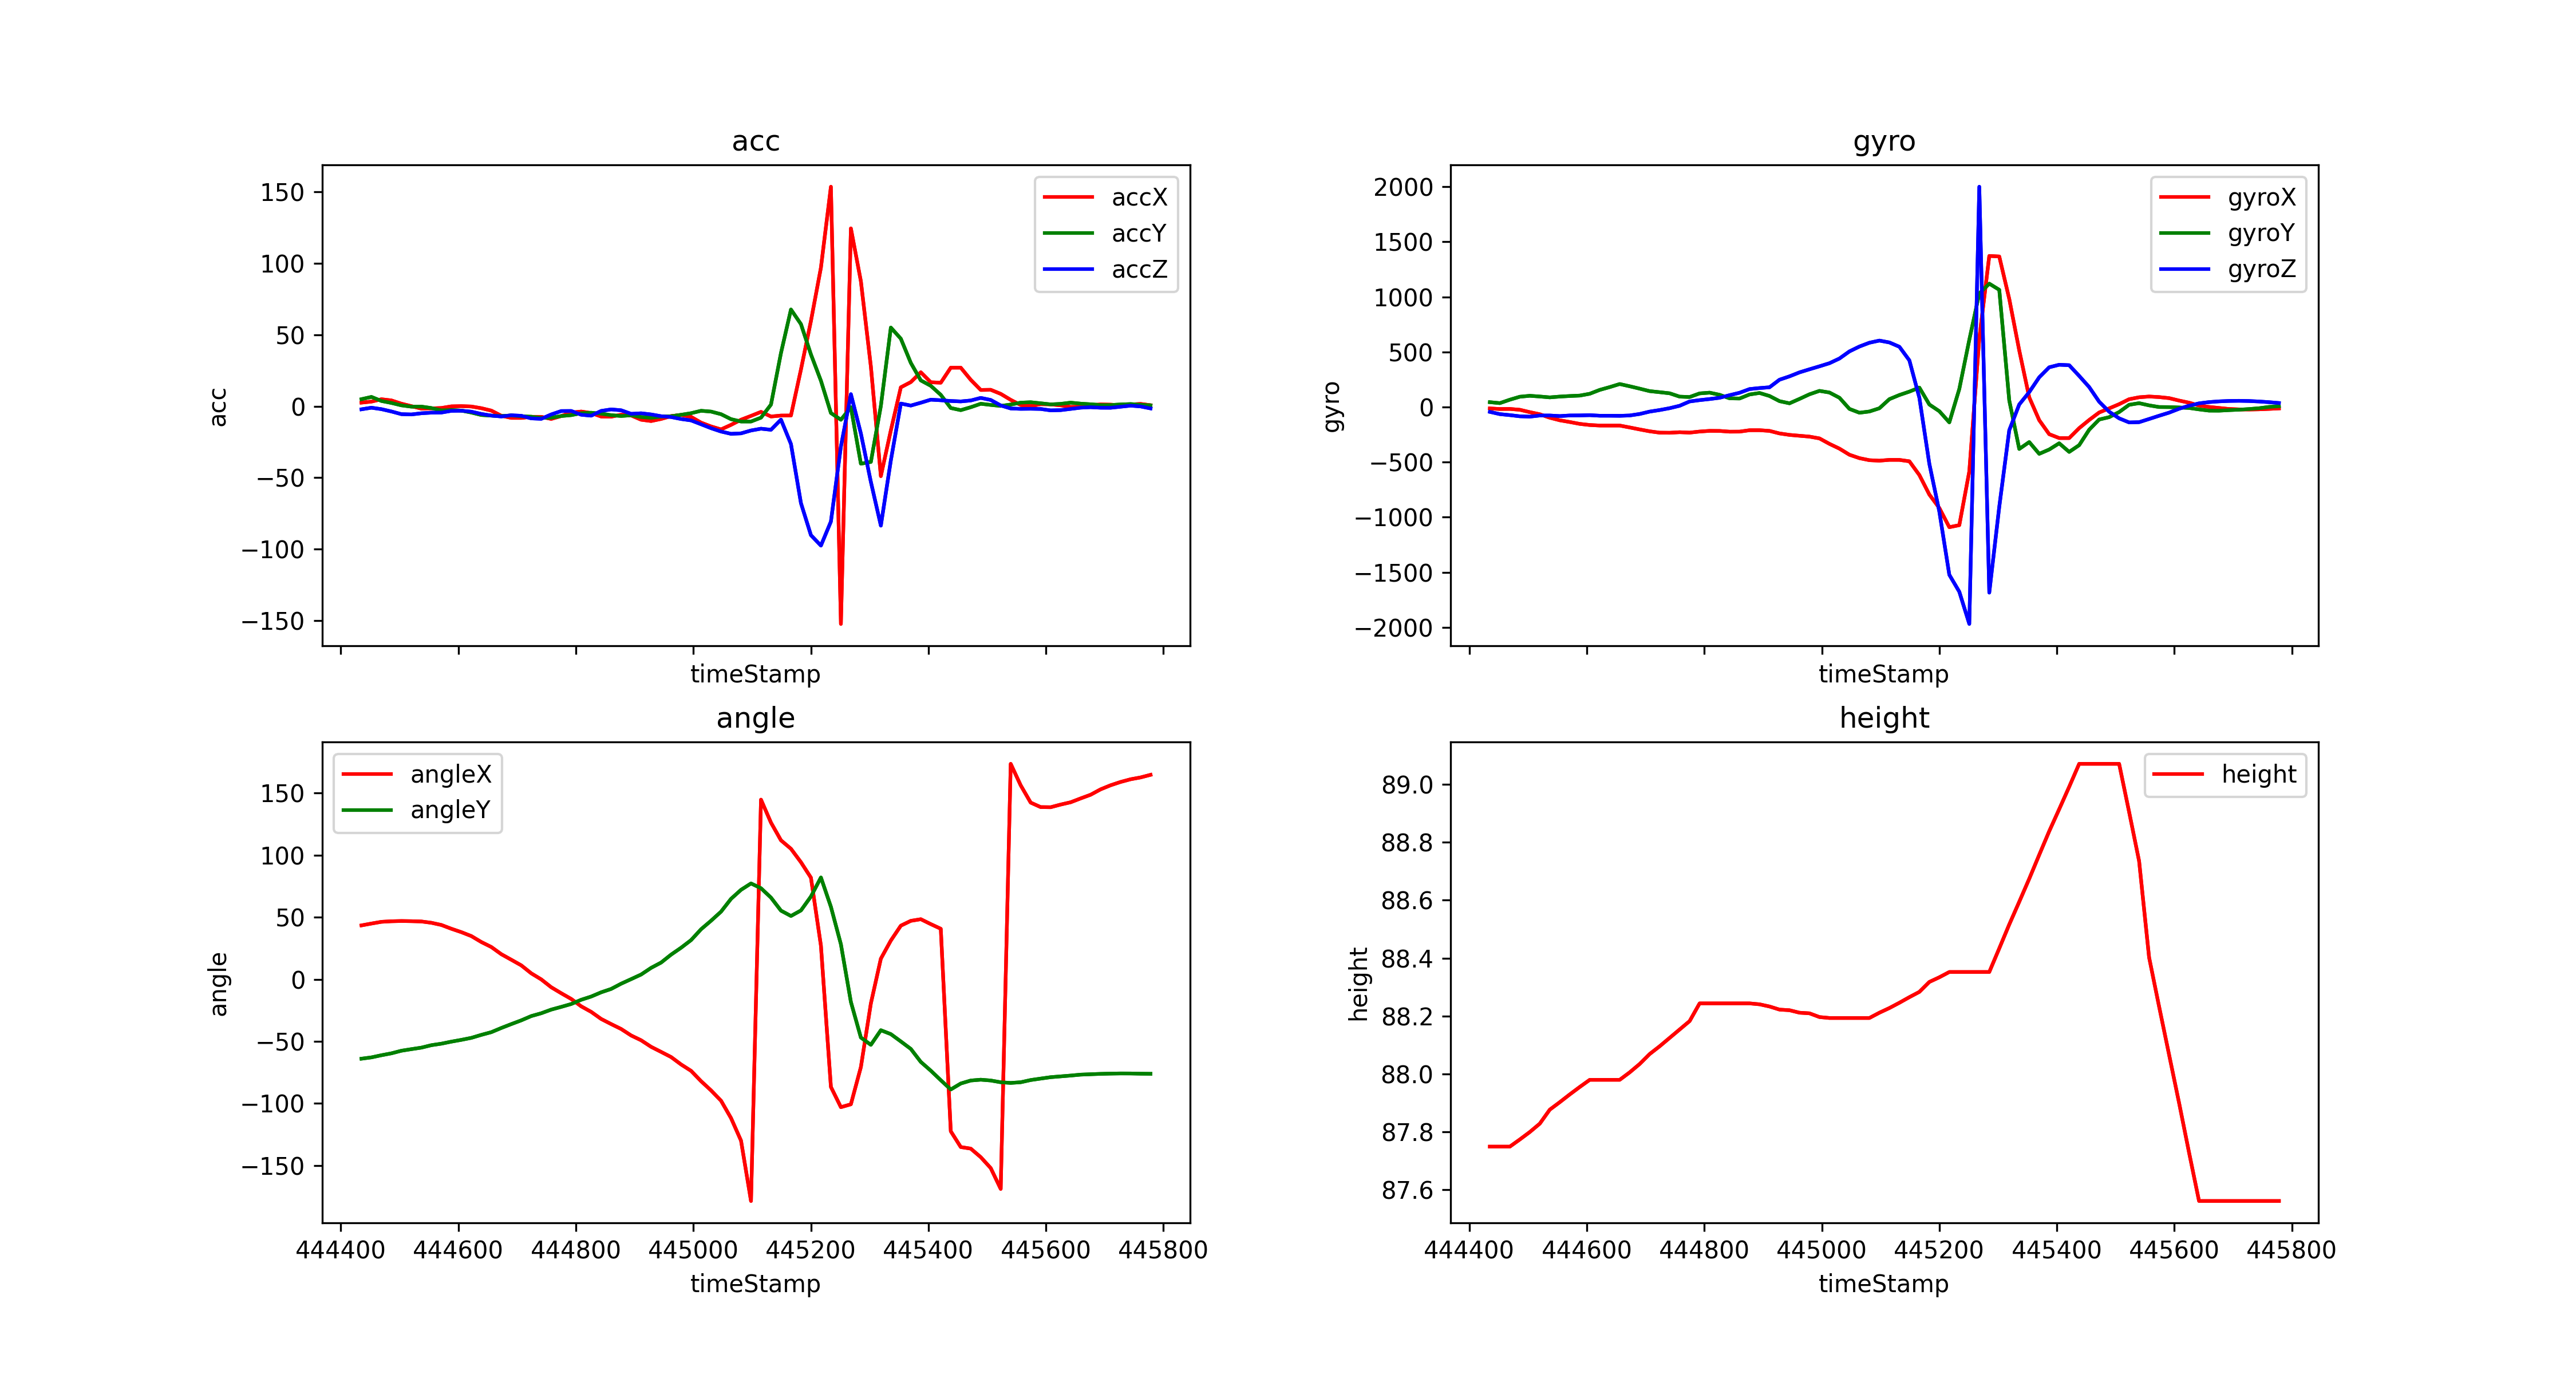 acc
150
100
50
0
−50
−100
−150
acc
accX
accY
accZ
timeStamp
gyro
2000
1500
1000
500
0
−500
−1000
−1500
−2000
gyro
gyroX
gyroY
gyroZ
timeStamp
angle
150
100
50
0
−50
−100
−150
angle
angleX
angleY
444400 444600 444800 445000 445200 445400 445600 445800
timeStamp
height
89.0
88.8
88.6
88.4
88.2
88.0
87.8
87.6
height
height
444400 444600 444800 445000 445200 445400 445600 445800
timeStamp